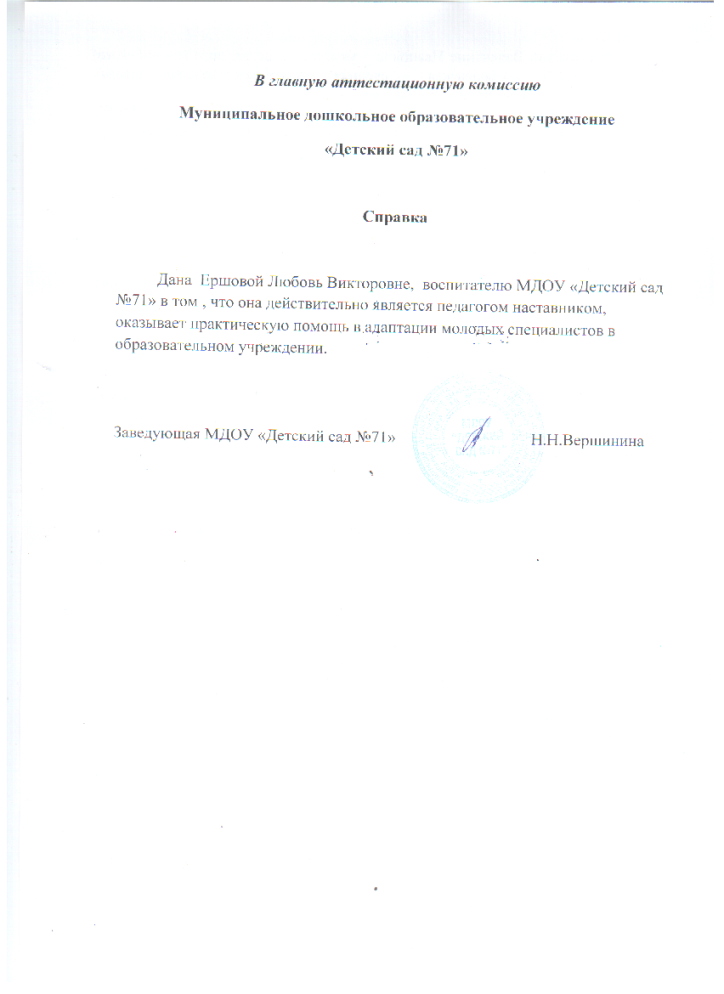 В главную аттестационную комиссию
Муниципальное дошкольное образовательное учреждение
«Детский сад №71»
Справка
Дана Ершовой Любовь Викторовне, воспитателю МДОУ «Детский сад
№71» в том , что она действительно является педагогом наставником,
оказывает практическую помощь в адаптации молодых специалистов в
образовательном учреждении.
Заведующая МДОУ «Детский сад №71» Н.Н.Вершинина